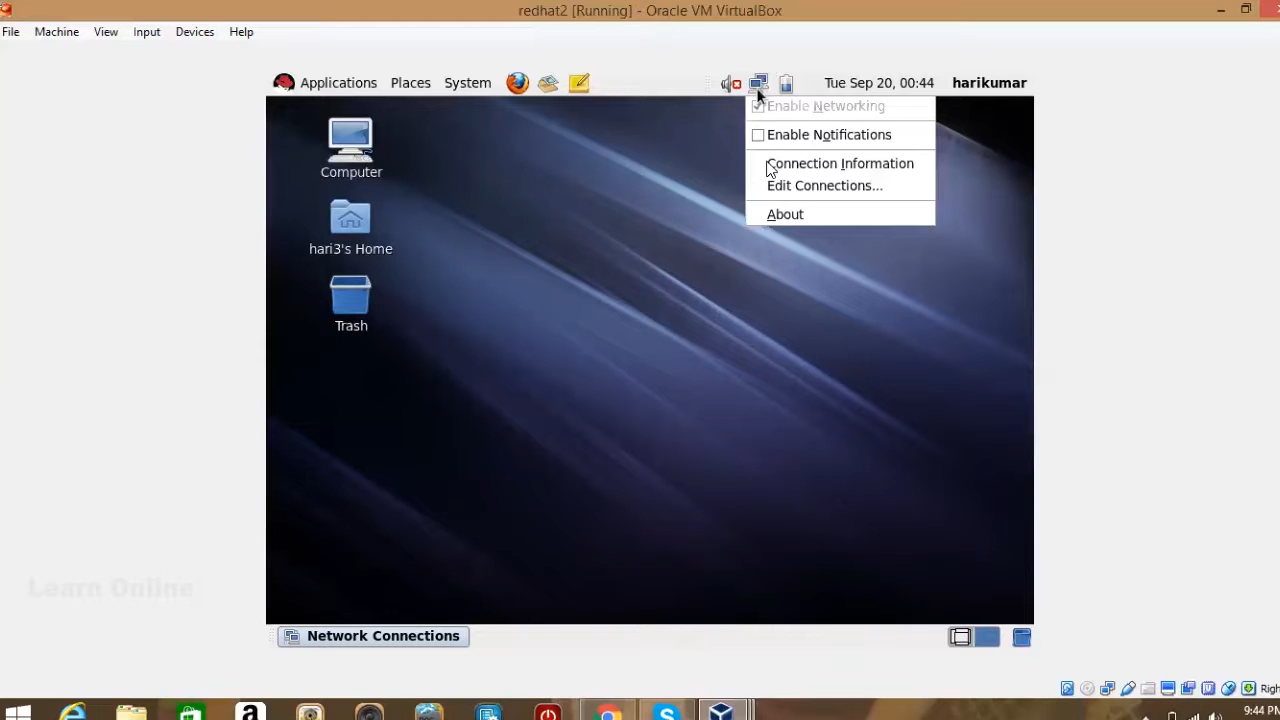 redhat2 [Running] - Oracle VM VirtualBox
File Machine View Input Devices Help
Applications Places System Tue Sep 20, 00:44 harikumar
Enable Networking
Enable Notifications
Connection Information
Edit Connections...
About
Computer
hari3's Home
Trash
Learn Online
Network Connections
Righ
9:44 PM